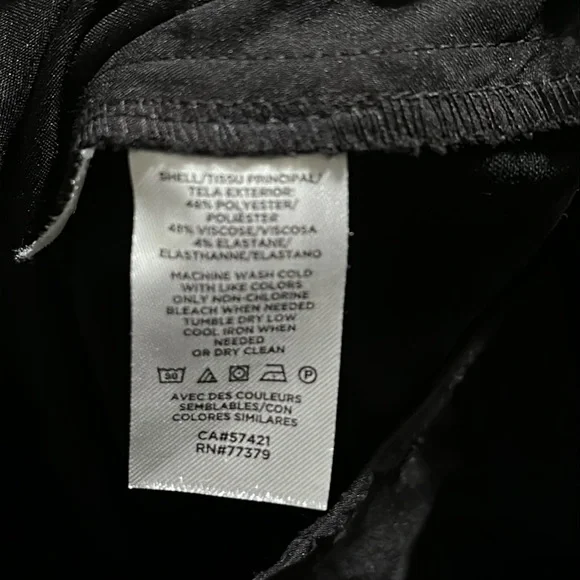 SHELL/TISSU PRINCIPAL/
TELA EXTERIOR:
48% POLYESTER/
POLIÉSTER
48% VISCOSE/VISCOSA
4% ELASTANE/
ELASTHANNE/ELASTANO
MACHINE WASH COLD
WITH LIKE COLORS
ONLY NON-CHLORINE
BLEACH WHEN NEEDED
TUMBLE DRY LOW
COOL IRON WHEN
NEEDED
OR DRY CLEAN
30 P
AVEC DES COULEURS
SEMBLABLES/CON
COLORES SIMILARES
CA#57421
RN#77379